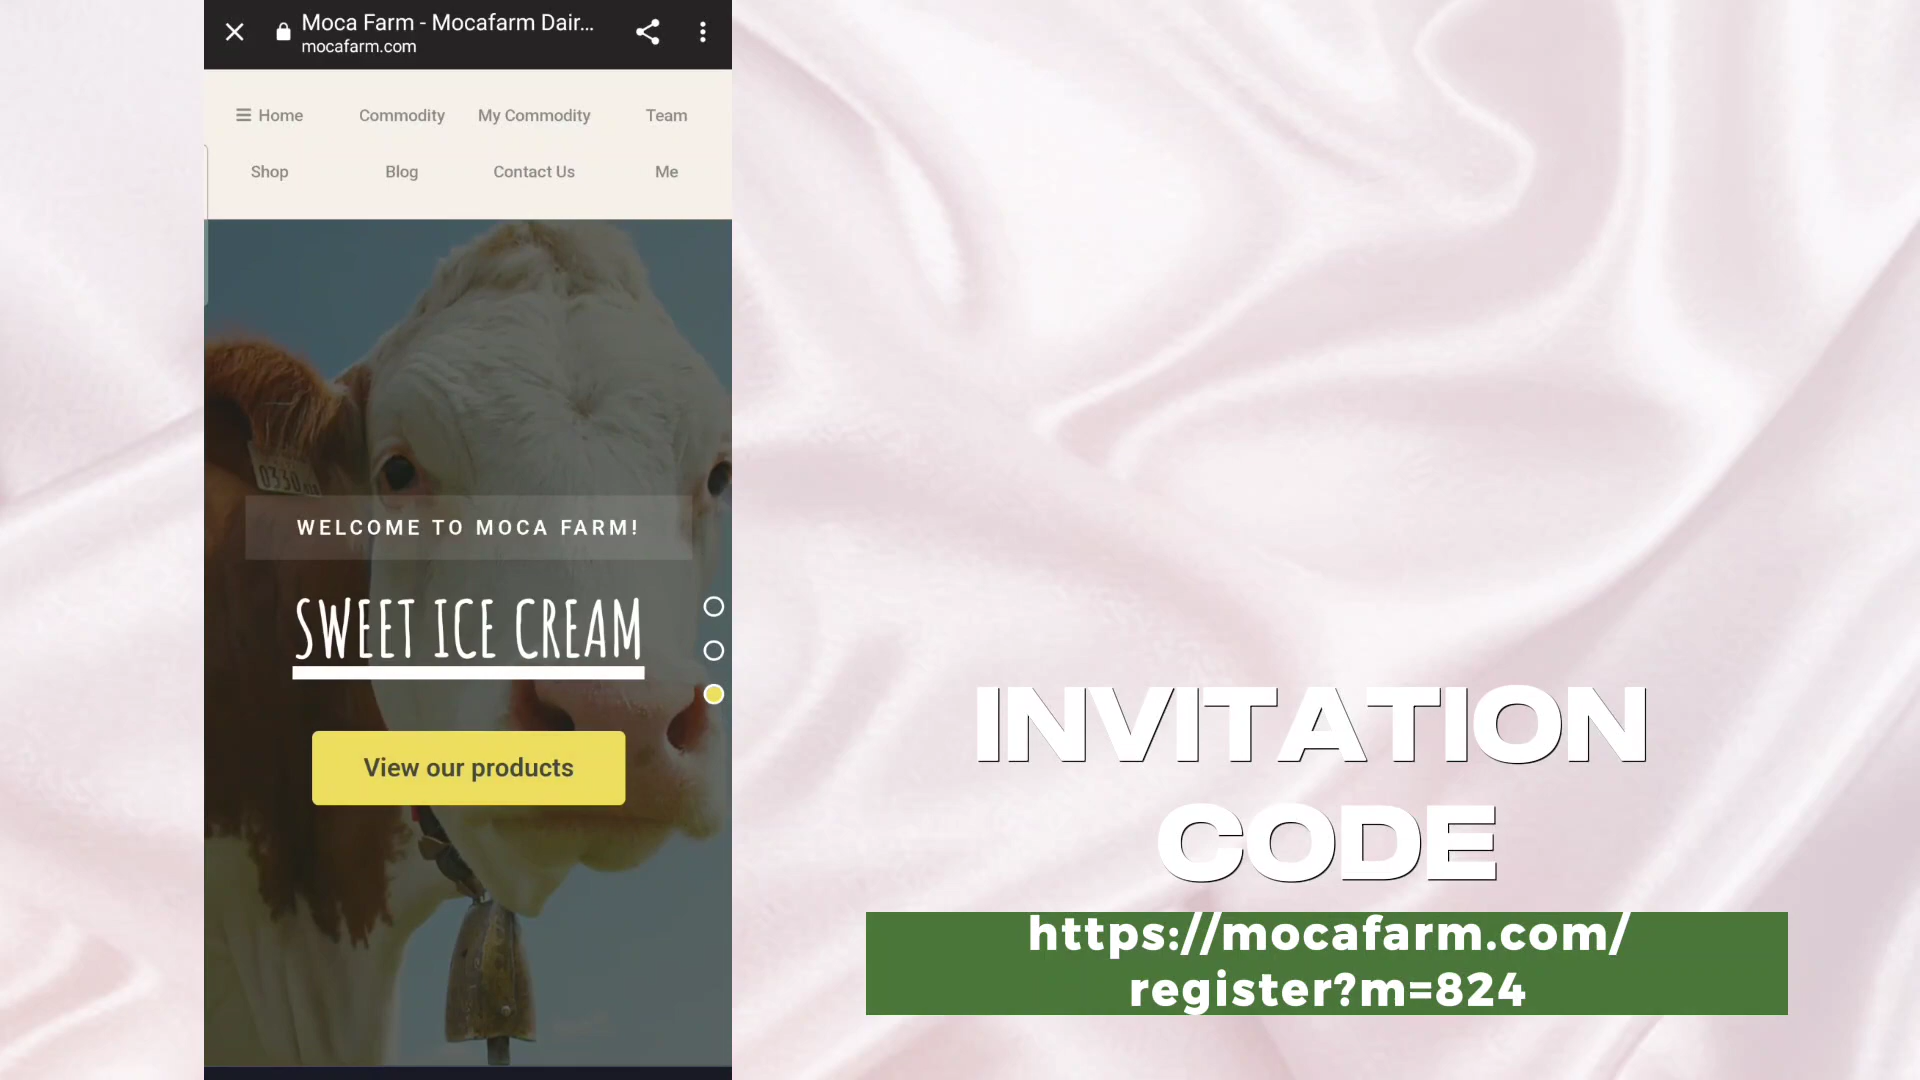 Moca Farm - Mocafarm Dair...
mocafarm.com
Home Commodity My Commodity Team
Shop Blog Contact Us Me
0330
WELCOME TO MOCA FARM!
SWEET ICE CREAM
View our products
INVITATION
CODE
https://mocafarm.com/
register?m=824